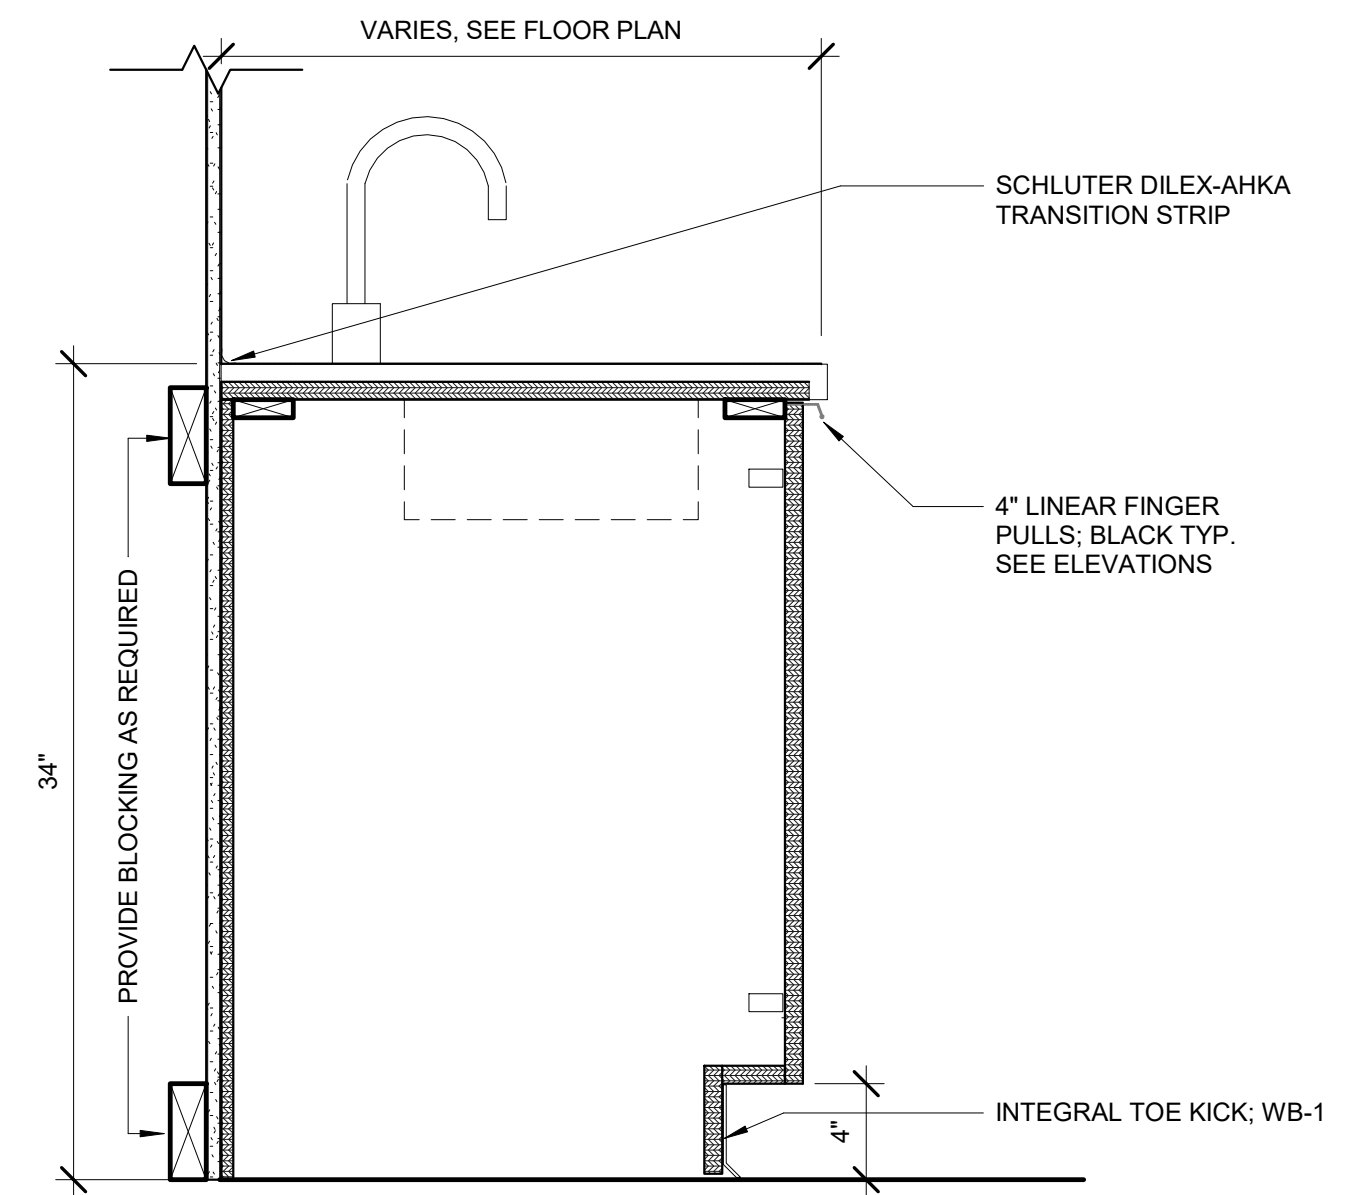 VARIES, SEE FLOOR PLAN
SCHLUTER DILEX-AHKA
TRANSITION STRIP
4" LINEAR FINGER
PULLS; BLACK TYP.
SEE ELEVATIONS
PROVIDE BLOCKING AS REQUIRED
34"
INTEGRAL TOE KICK; WB-1
4"